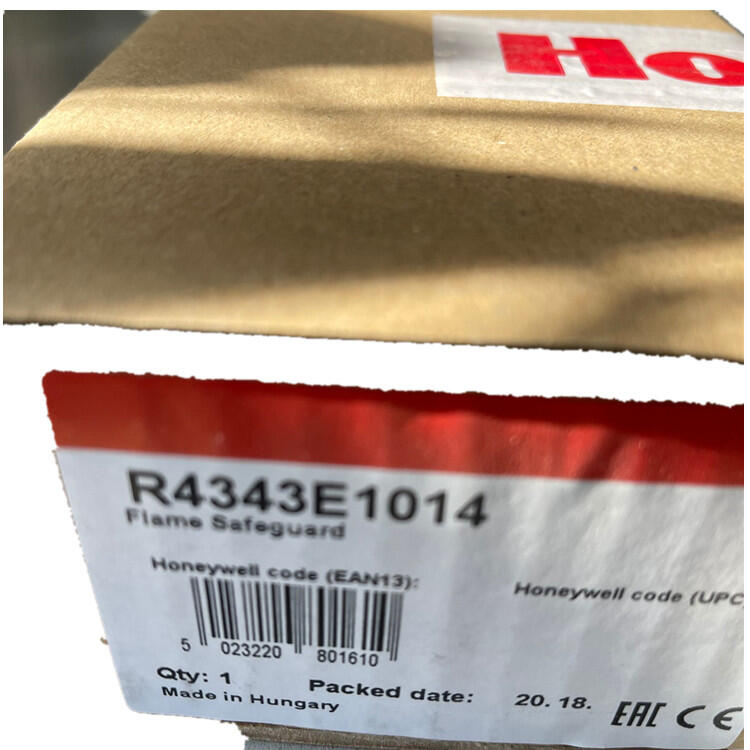 Ho
R4343E1014
Flame Safeguard
Honeywell code (EAN13):
Honeywell code (UPC
5 023220 801610
Qty: 1
Packed date: 20. 18.
Made in Hungary
EAC CE